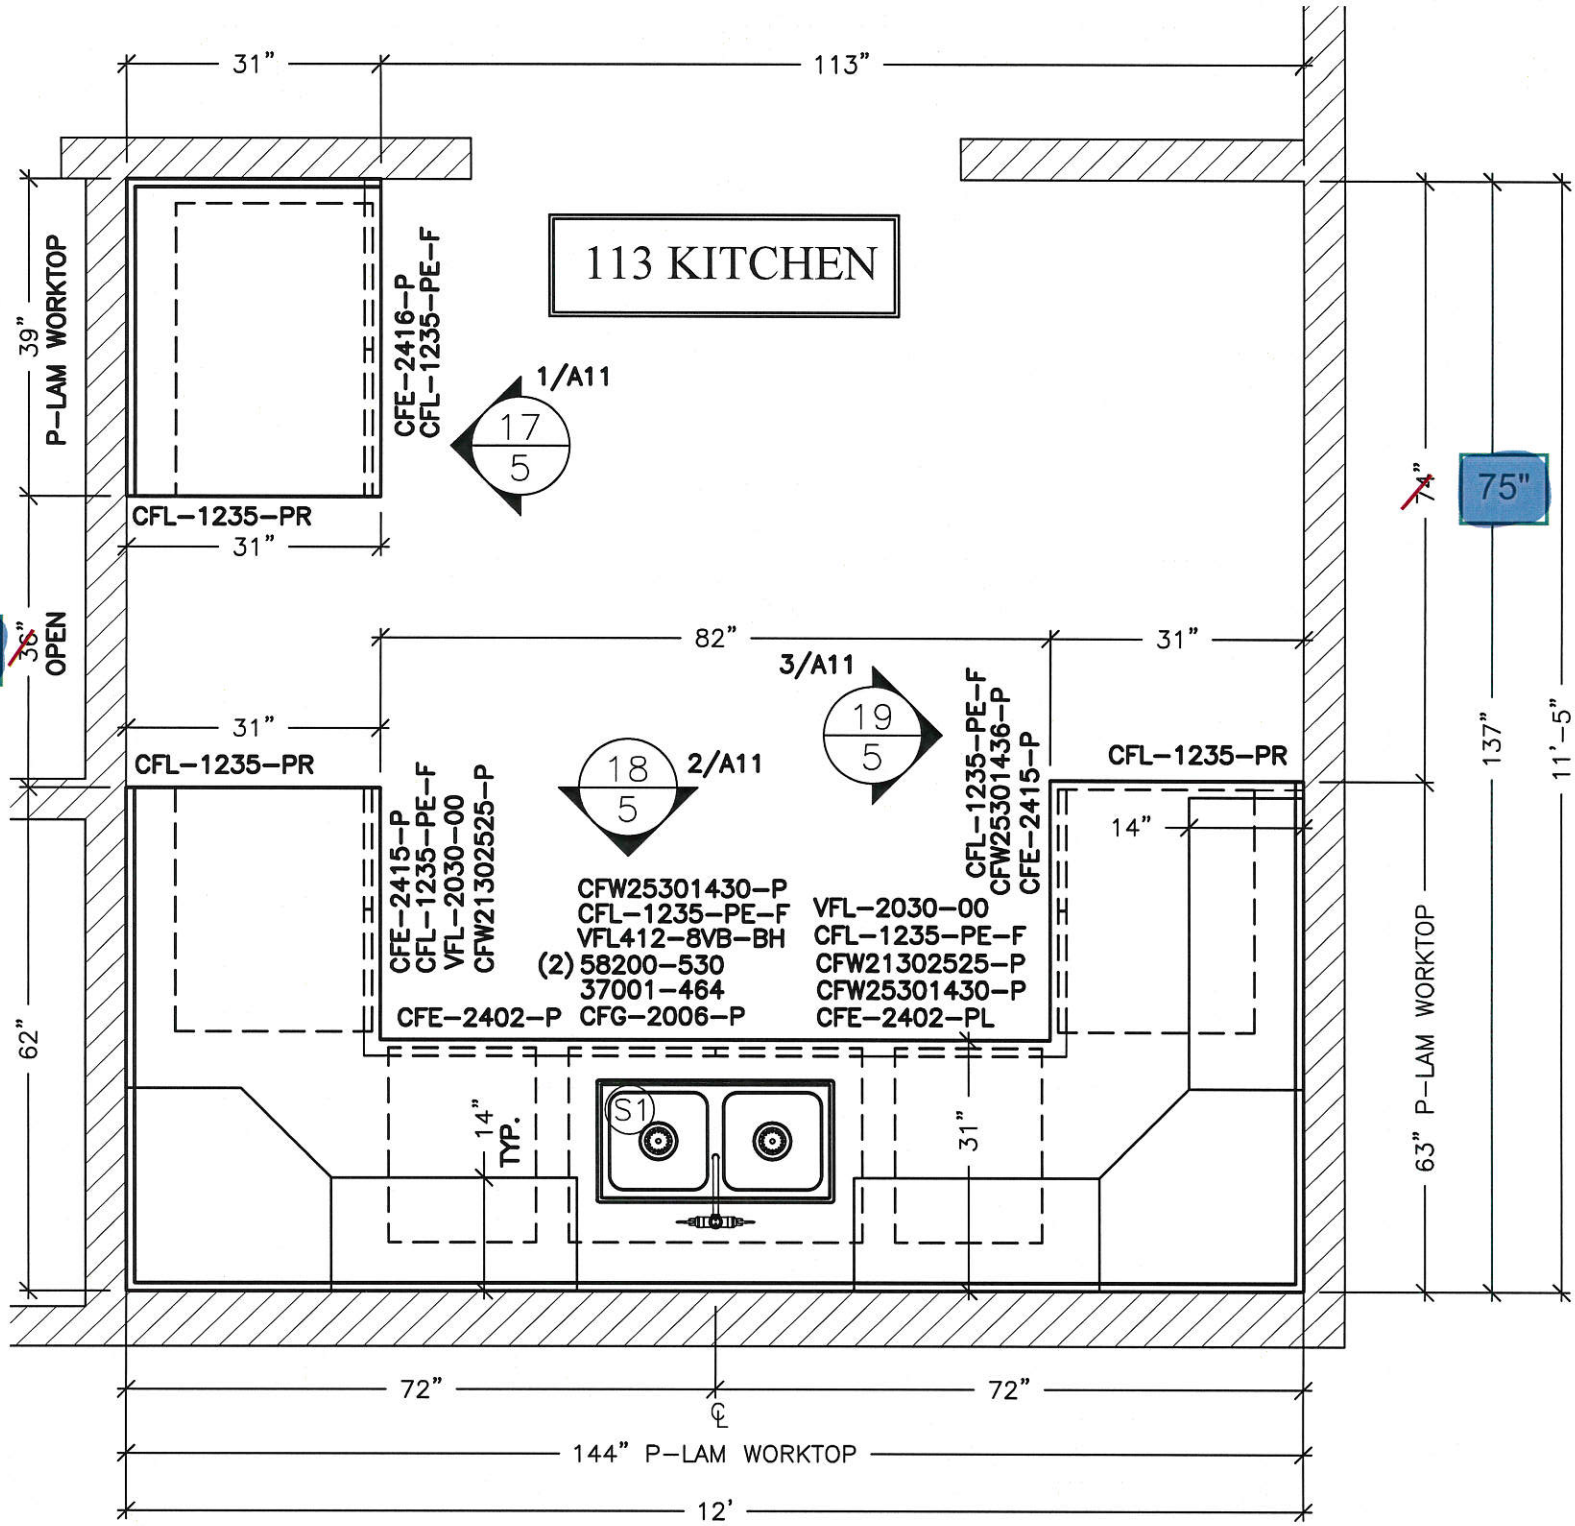 31”
113”
113 KITCHEN
39”
P-LAM WORKTOP
CFE-2416-P
CFL-1235-PE-F
1/A11
17
5
74”
75"
CFL-1235-PR
31”
36”
OPEN
82”
31”
3/A11
19
5
31”
CFL-1235-PR
18
5
2/A11
CFL-1235-PE-F
CFW25301436-P
CFE-2415-P
CFL-1235-PR
137”
11'-5”
14”
CFE-2415-P
CFL-1235-PE-F
VFL-2030-00
CFW21302525-P
CFW25301430-P
CFL-1235-PE-F
VFL412-8VB-BH
(2) 58200-530
37001-464
CFG-2006-P
VFL-2030-00
CFL-1235-PE-F
CFW21302525-P
CFW25301430-P
CFE-2402-PL
CFE-2402-P
62”
63” P-LAM WORKTOP
S1
14”
TYP.
31”
72”
72”
℄
144” P-LAM WORKTOP
12'